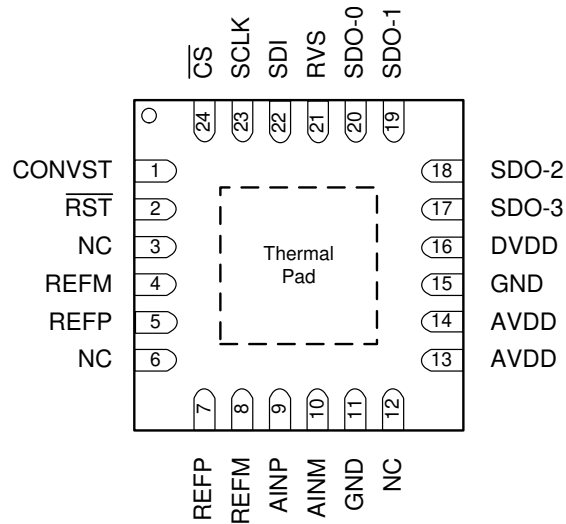 CS
SCLK
SDI
RVS
SDO-0
SDO-1
24
23
22
21
20
19
CONVST 1
RST 2
NC 3
REFM 4
REFP 5
NC 6
Thermal
Pad
18 SDO-2
17 SDO-3
16 DVDD
15 GND
14 AVDD
13 AVDD
7
8
9
10
11
12
REFP
REFM
AINP
AINM
GND
NC